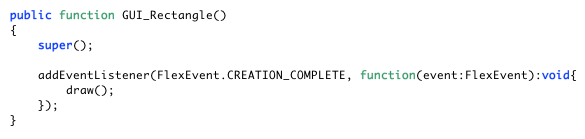 public function GUI_Rectangle()
{
    super();
    addEventListener(FlexEvent.CREATION_COMPLETE, function(event:FlexEvent):void{
        draw();
    });
}